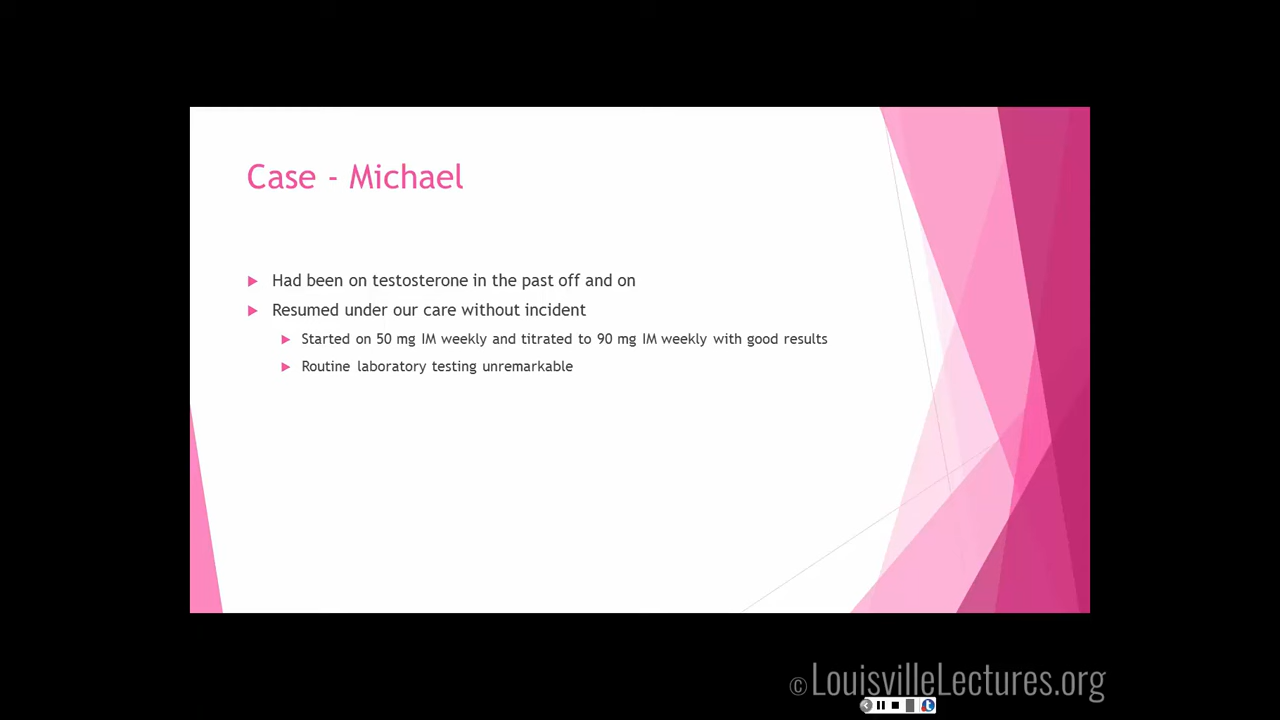 Case - Michael
Had been on testosterone in the past off and on
Resumed under our care without incident
Started on 50 mg IM weekly and titrated to 90 mg IM weekly with good results
Routine laboratory testing unremarkable
© LouisvilleLectures.org